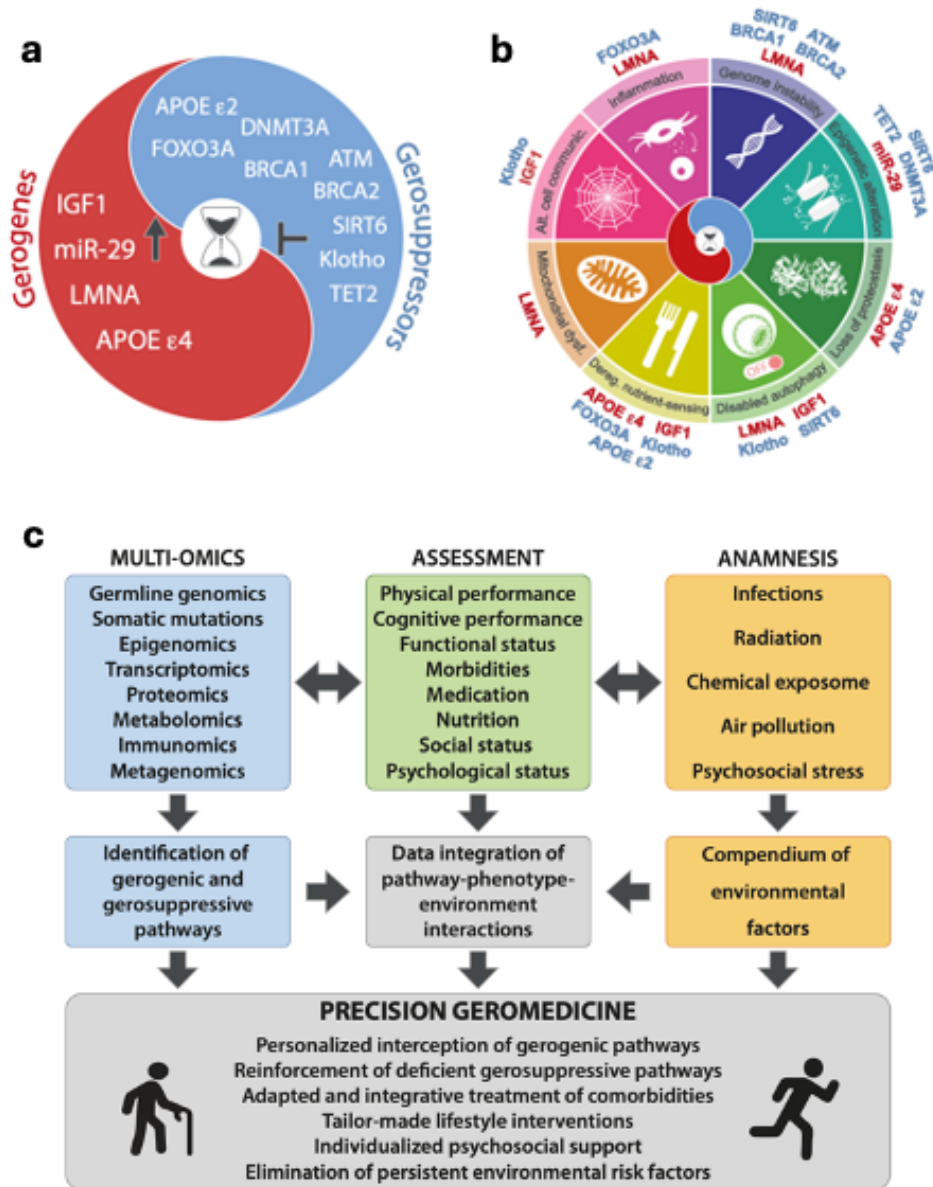 a
APOE ε2
DNMT3A
FOXO3A
BRCA1
ATM
BRCA2
SIRT6
Klotho
TET2
IGF1
miR-29
LMNA
APOE ε4
Gerogenes
Gerosuppressors
b
FOXO3A
LMNA
Inflammation
SIRT6 ATM
BRCA1 BRCA2
LMNA
Genome instability
TET2 SIRT6
miR-29 DNMT3A
Epigenetic alteration
APOE ε4
APOE ε2
Loss of proteostasis
OFF
Disabled autophagy
LMNA IGF1
Klotho SIRT6
Dereg. nutrient-sensing
APOE ε4 IGF1
FOXO3A Klotho
APOE ε2
Mitochondrial dysf.
LMNA
Alt. cell communic.
Klotho
IGF1
c
MULTI-OMICS
Germline genomics
Somatic mutations
Epigenomics
Transcriptomics
Proteomics
Metabolomics
Immunomics
Metagenomics
ASSESSMENT
Physical performance
Cognitive performance
Functional status
Morbidities
Medication
Nutrition
Social status
Psychological status
ANAMNESIS
Infections
Radiation
Chemical exposome
Air pollution
Psychosocial stress
Identification of
gerogenic and
gerosuppressive
pathways
Data integration of
pathway-phenotype-
environment
interactions
Compendium of
environmental
factors
PRECISION GEROMEDICINE
Personalized interception of gerogenic pathways
Reinforcement of deficient gerosuppressive pathways
Adapted and integrative treatment of comorbidities
Tailor-made lifestyle interventions
Individualized psychosocial support
Elimination of persistent environmental risk factors